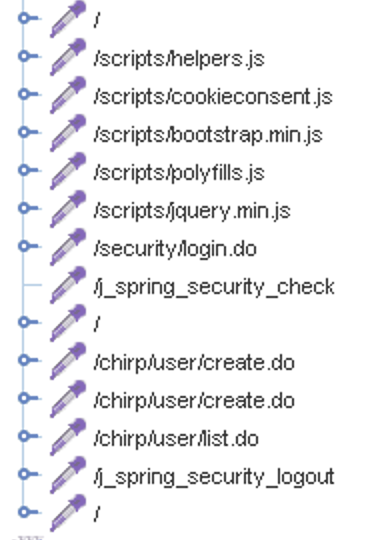 /
/scripts/helpers.js
/scripts/cookieconsent.js
/scripts/bootstrap.min.js
/scripts/polyfills.js
/scripts/jquery.min.js
/security/login.do
/j_spring_security_check
/
/chirp/user/create.do
/chirp/user/create.do
/chirp/user/list.do
/j_spring_security_logout
/